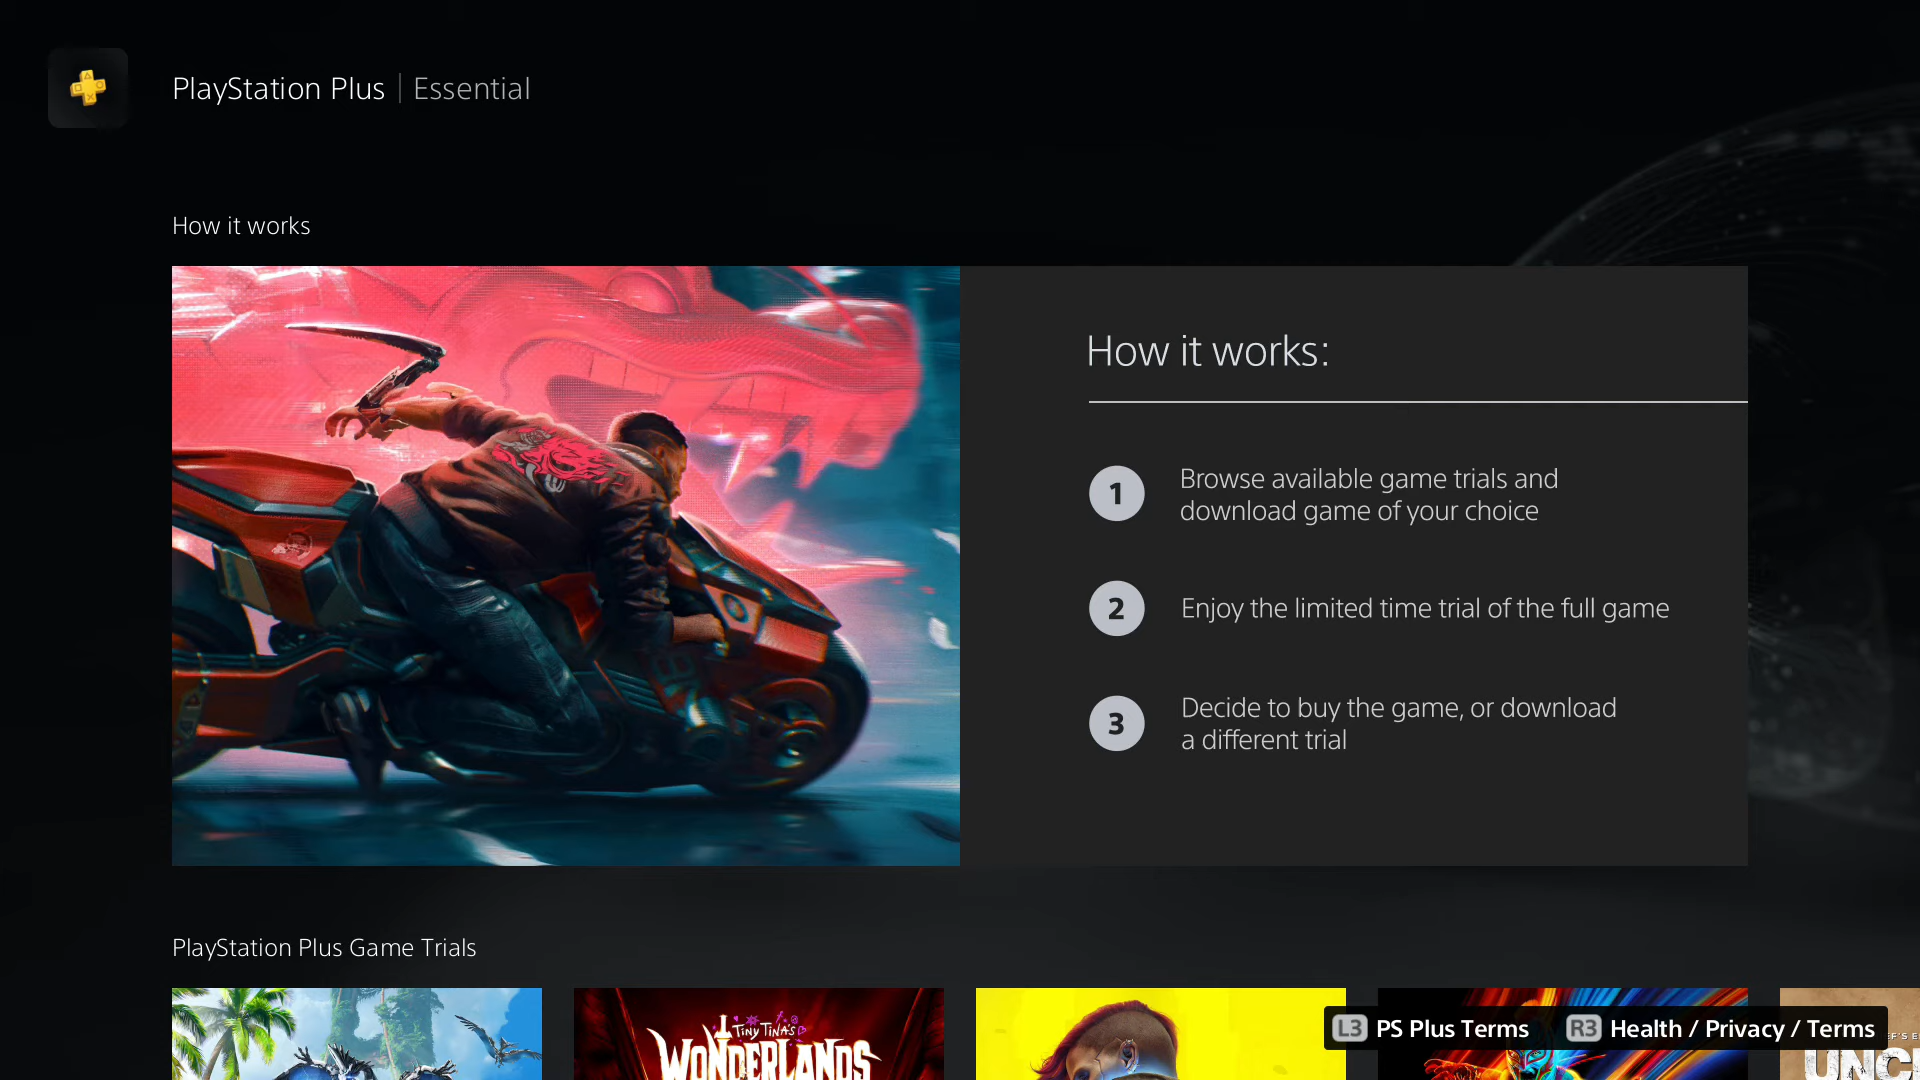 PlayStation Plus | Essential
How it works
How it works:
1 Browse available game trials and
download game of your choice
2 Enjoy the limited time trial of the full game
3 Decide to buy the game, or download
a different trial
PlayStation Plus Game Trials
TINY TINA'S
WONDERLANDS
L3 PS Plus Terms R3 Health / Privacy / Terms
UNC